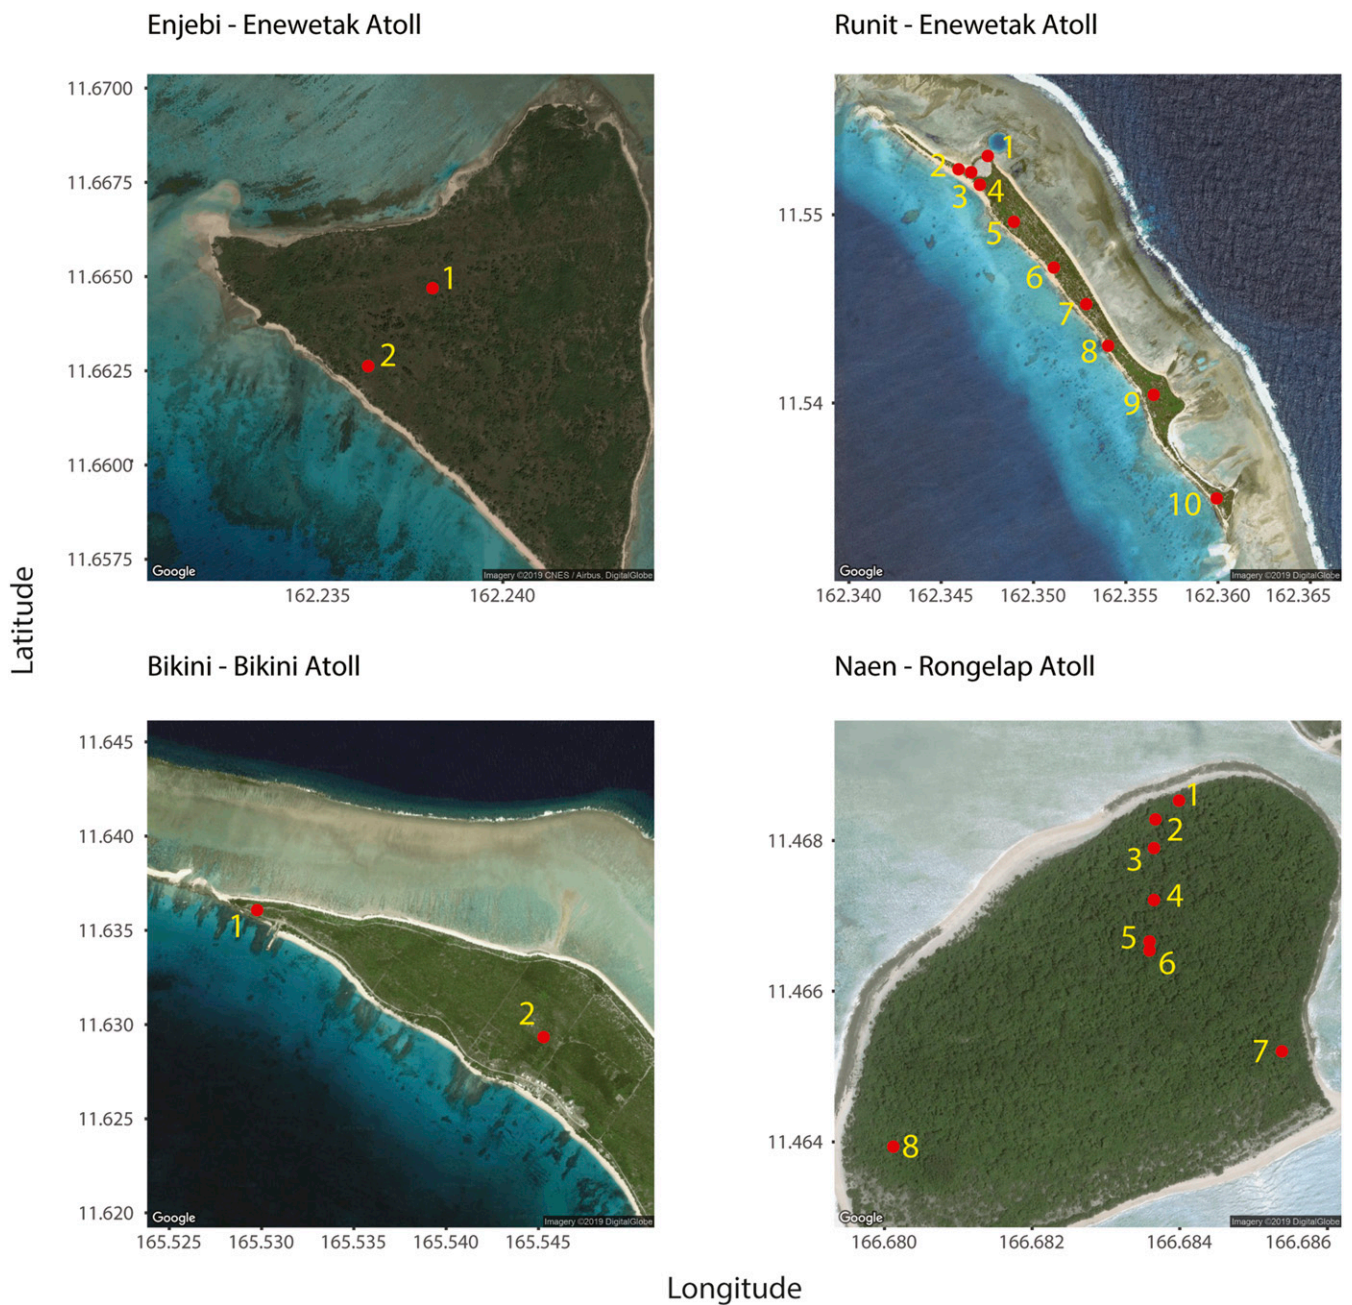 Enjebi - Enewetak Atoll
11.6700
11.6675
11.6650
11.6625
11.6600
11.6575
1
2
Google
Imagery ©2019 CNES / Airbus, DigitalGlobe
162.235 162.240
Runit - Enewetak Atoll
11.55
11.54
1
2
3
4
5
6
7
8
9
10
Google
Imagery ©2019 DigitalGlobe
162.340 162.345 162.350 162.355 162.360 162.365
Latitude
Bikini - Bikini Atoll
11.645
11.640
11.635
11.630
11.625
11.620
1
2
Google
Imagery ©2019 DigitalGlobe
165.525 165.530 165.535 165.540 165.545
Naen - Rongelap Atoll
11.468
11.466
11.464
1
2
3
4
5
6
7
8
Google
Imagery ©2019 DigitalGlobe
166.680 166.682 166.684 166.686
Longitude